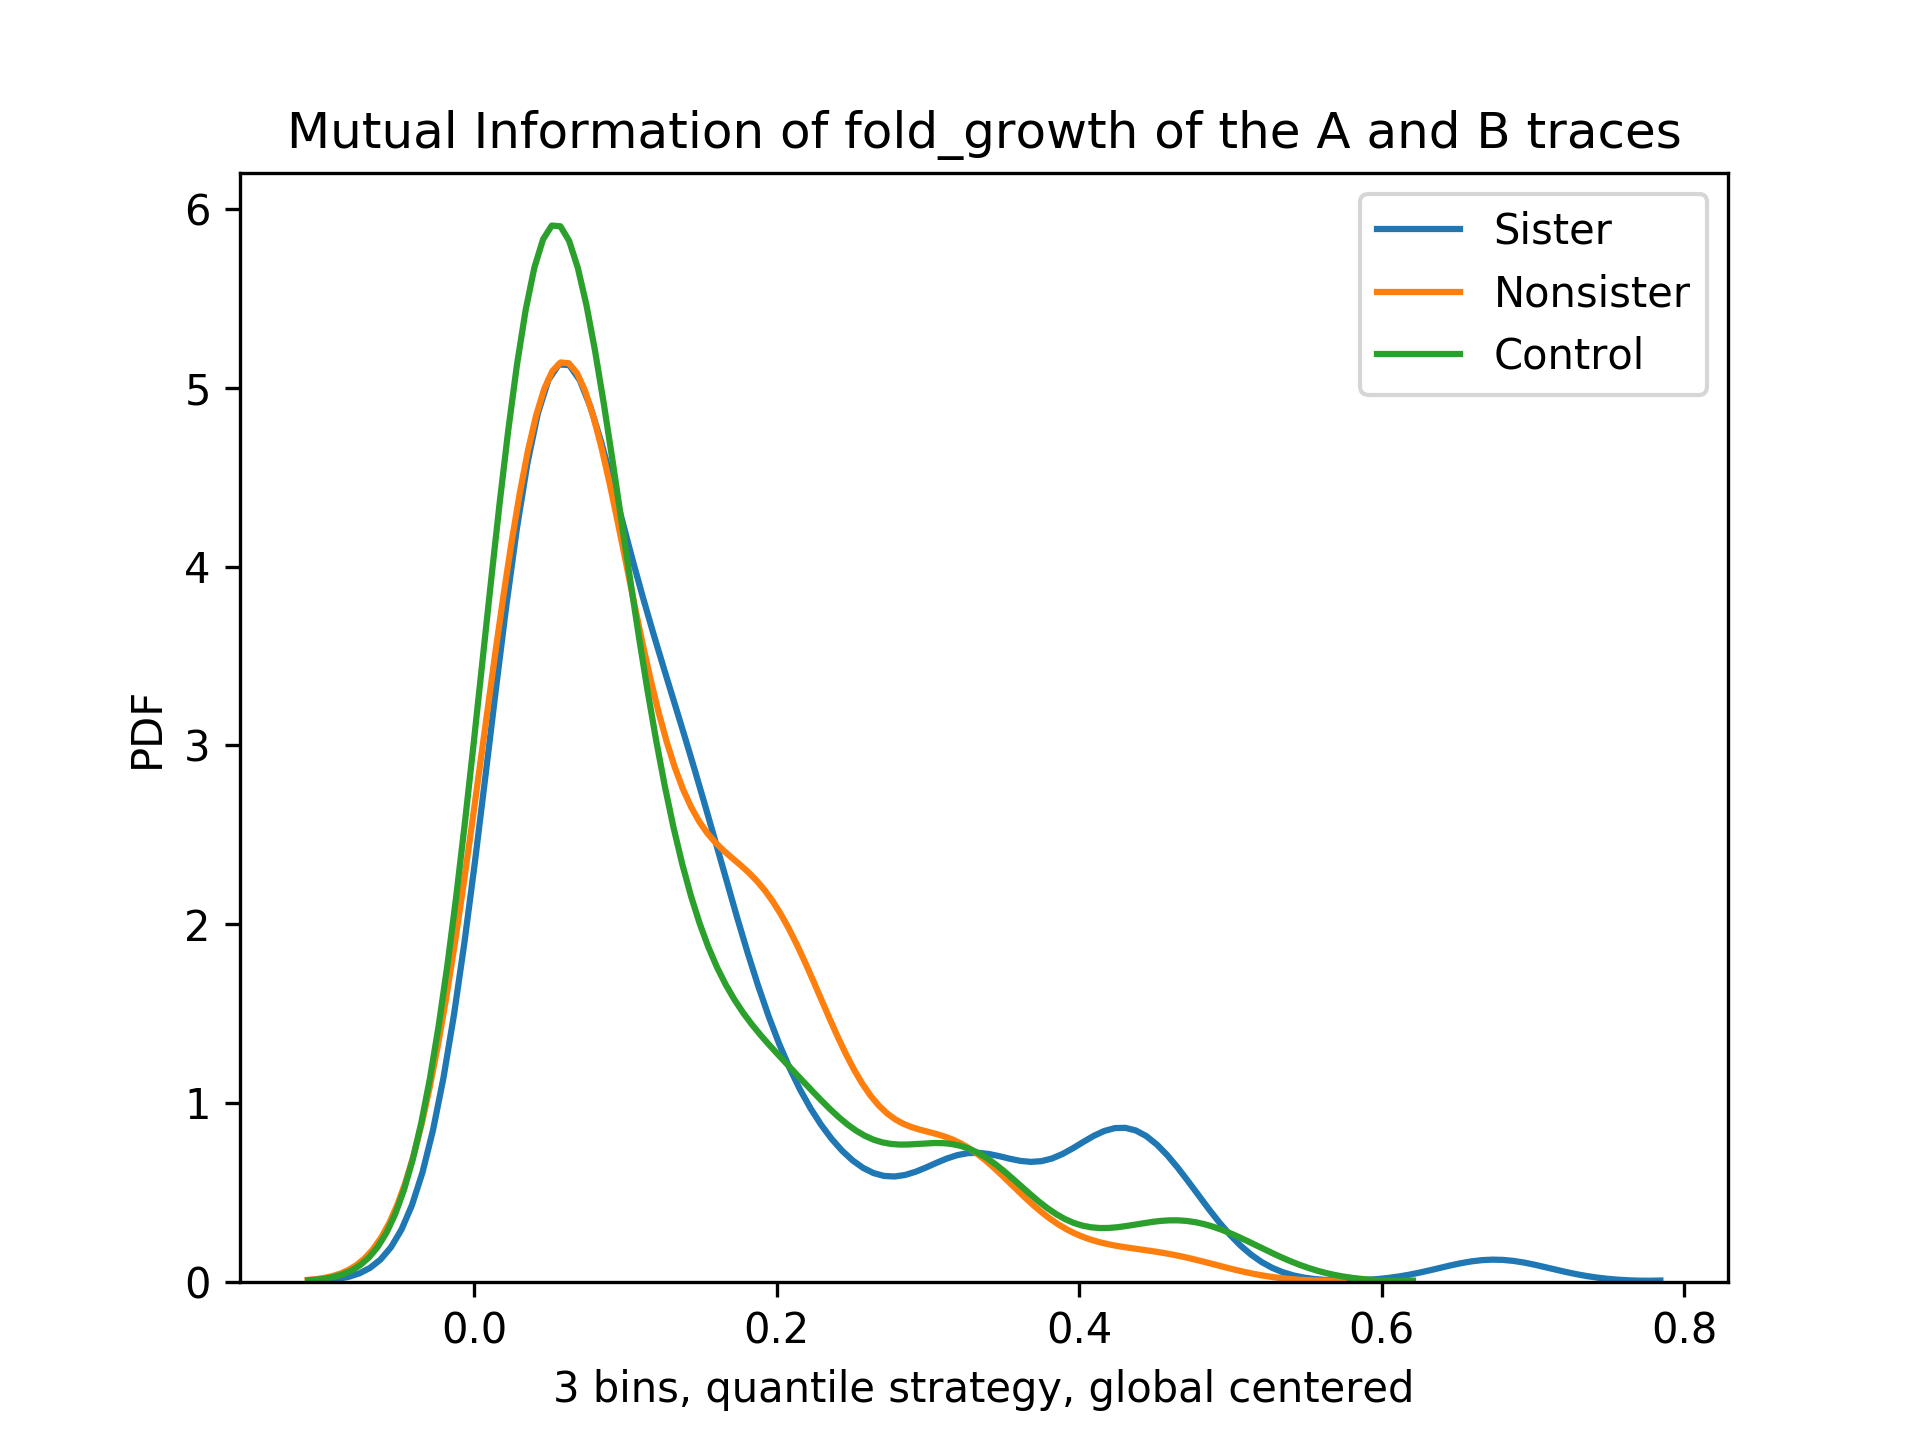 Mutual Information of fold_growth of the A and B traces
Sister
Nonsister
Control
PDF
6
5
4
3
2
1
0
0.0 0.2 0.4 0.6 0.8
3 bins, quantile strategy, global centered